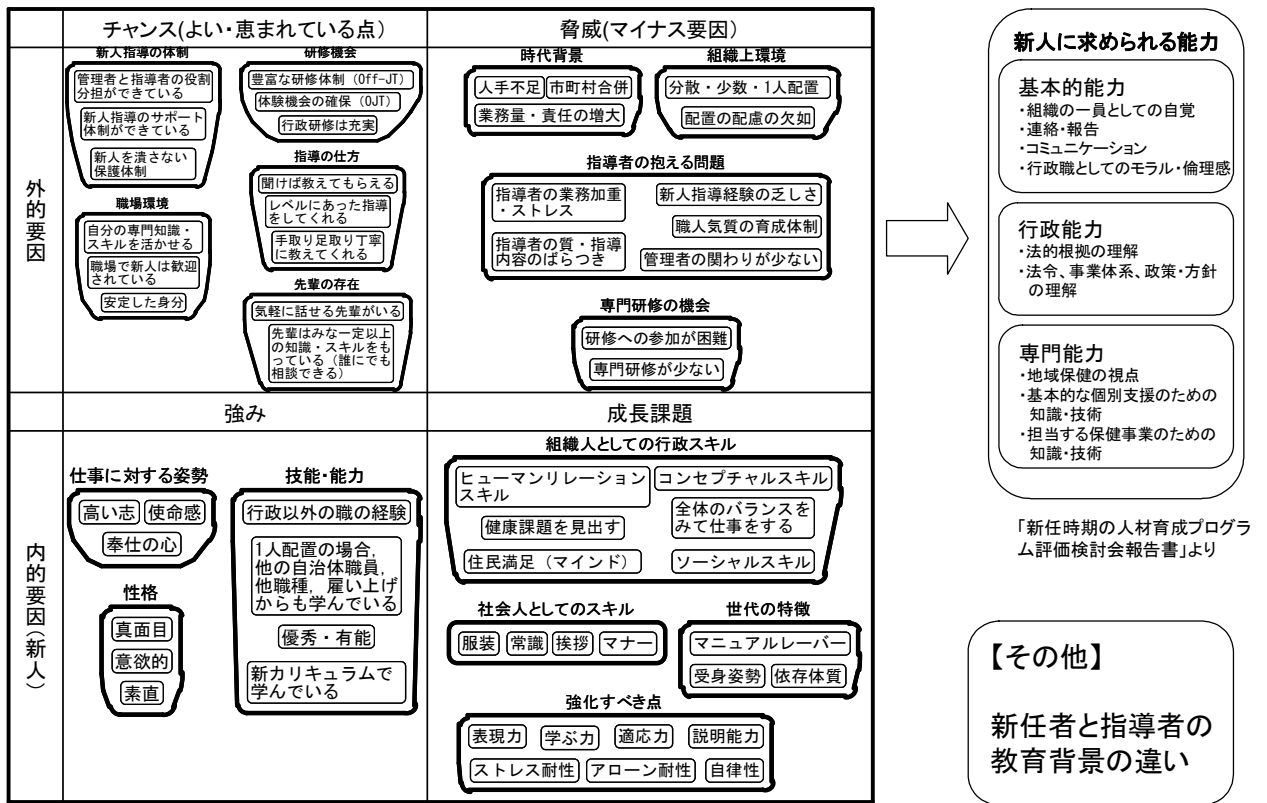 チャンス(よい・恵まれている点)
脅威(マイナス要因)
外的要因
新人指導の体制
管理者と指導者の役割
分担ができている
新人指導のサポート
体制ができている
新人を潰さない
保護体制
職場環境
自分の専門知識・
スキルを活かせる
職場で新人は歓迎
されている
安定した身分
研修機会
豊富な研修体制（Off-JT）
体験機会の確保（OJT）
行政研修は充実
指導の仕方
聞けば教えてもらえる
レベルにあった指導
をしてくれる
手取り足取り丁寧
に教えてくれる
先輩の存在
気軽に話せる先輩がいる
先輩はみな一定以上
の知識・スキルをも
っている（誰にでも
相談できる）
時代背景
人手不足
市町村合併
業務量・責任の増大
組織上環境
分散・少数・1人配置
配置の配慮の欠如
指導者の抱える問題
指導者の業務加重
・ストレス
新人指導経験の乏しさ
職人気質の育成体制
指導者の質・指導
内容のばらつき
管理者の関わりが少ない
専門研修の機会
研修への参加が困難
専門研修が少ない
強み
成長課題
内的要因（新人）
仕事に対する姿勢
高い志
使命感
奉仕の心
性格
真面目
意欲的
素直
技能・能力
行政以外の職の経験
1人配置の場合，
他の自治体職員，
他職種，雇い上げ
からも学んでいる
優秀・有能
新カリキュラムで
学んでいる
組織人としての行政スキル
ヒューマンリレーション
スキル
コンセプチャルスキル
健康課題を見出す
全体のバランスを
みて仕事をする
住民満足（マインド）
ソーシャルスキル
社会人としてのスキル
服装
常識
挨拶
マナー
世代の特徴
マニュアルレーバー
受身姿勢
依存体質
強化すべき点
表現力
学ぶ力
適応力
説明能力
ストレス耐性
アローン耐性
自律性
新人に求められる能力
基本的能力
・組織の一員としての自覚
・連絡・報告
・コミュニケーション
・行政職としてのモラル・倫理感
行政能力
・法的根拠の理解
・法令、事業体系、政策・方針
の理解
専門能力
・地域保健の視点
・基本的な個別支援のための
知識・技術
・担当する保健事業のための
知識・技術
「新任時期の人材育成プログラ
ム評価検討会報告書」より
【その他】
新任者と指導者の
教育背景の違い